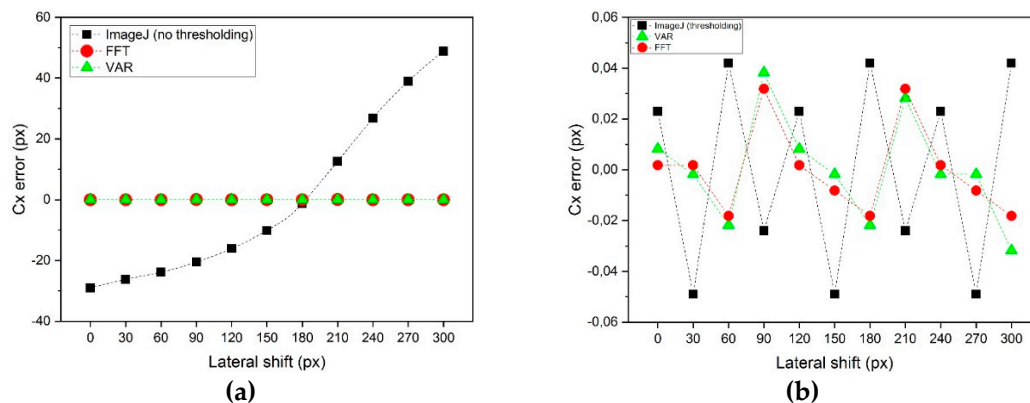 60
40
20
0
-20
-40
Cx error (px)
ImageJ (no thresholding)
FFT
VAR
0 30 60 90 120 150 180 210 240 270 300
Lateral shift (px)
(a)
0,06
0,04
0,02
0,00
-0,02
-0,04
-0,06
Cx error (px)
ImageJ (thresholding)
VAR
FFT
0 30 60 90 120 150 180 210 240 270 300
Lateral shift (px)
(b)